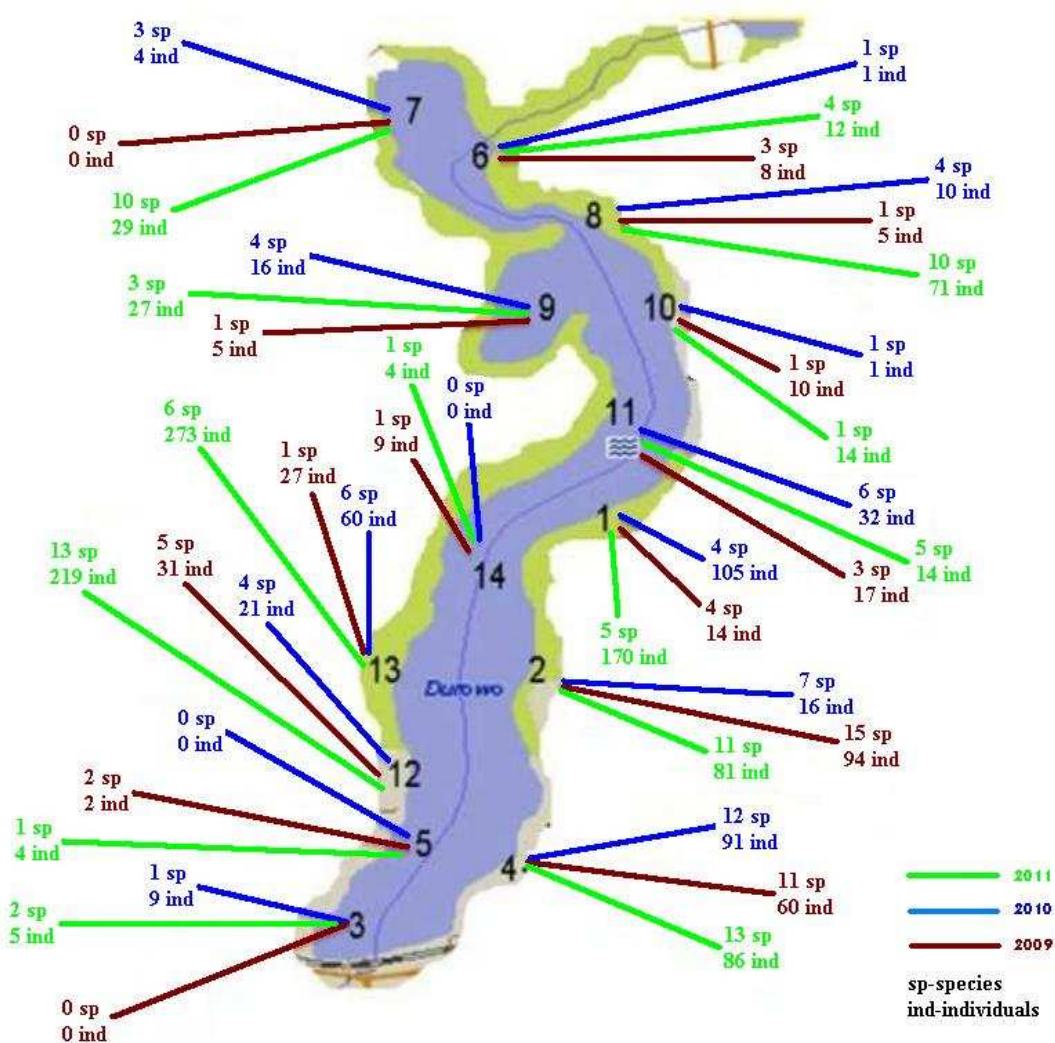 3 sp
4 ind
1 sp
1 ind
7
4 sp
12 ind
0 sp
0 ind
6
3 sp
8 ind
4 sp
10 ind
10 sp
29 ind
8
1 sp
5 ind
4 sp
16 ind
10 sp
71 ind
3 sp
27 ind
9
10
1 sp
5 ind
1 sp
4 ind
1 sp
1 ind
1 sp
10 ind
0 sp
0 ind
11
6 sp
273 ind
1 sp
9 ind
1 sp
14 ind
1 sp
27 ind
6 sp
60 ind
6 sp
32 ind
1
13 sp
219 ind
5 sp
31 ind
4 sp
105 ind
5 sp
14 ind
14
3 sp
17 ind
4 sp
21 ind
4 sp
14 ind
5 sp
170 ind
13
2
Durowo
7 sp
16 ind
0 sp
0 ind
15 sp
94 ind
11 sp
81 ind
12
2 sp
2 ind
12 sp
91 ind
1 sp
4 ind
5
4
1 sp
9 ind
11 sp
60 ind
2011
2 sp
5 ind
3
2010
13 sp
86 ind
2009
0 sp
0 ind
sp-species
ind-individuals